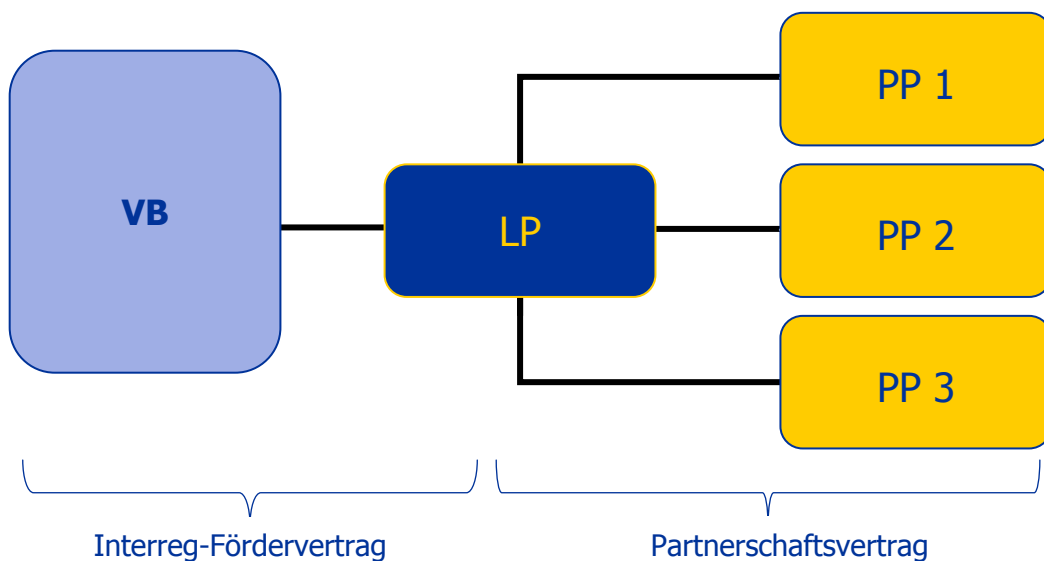 VB
LP
PP 1
PP 2
PP 3
Interreg-Fördervertrag
Partnerschaftsvertrag